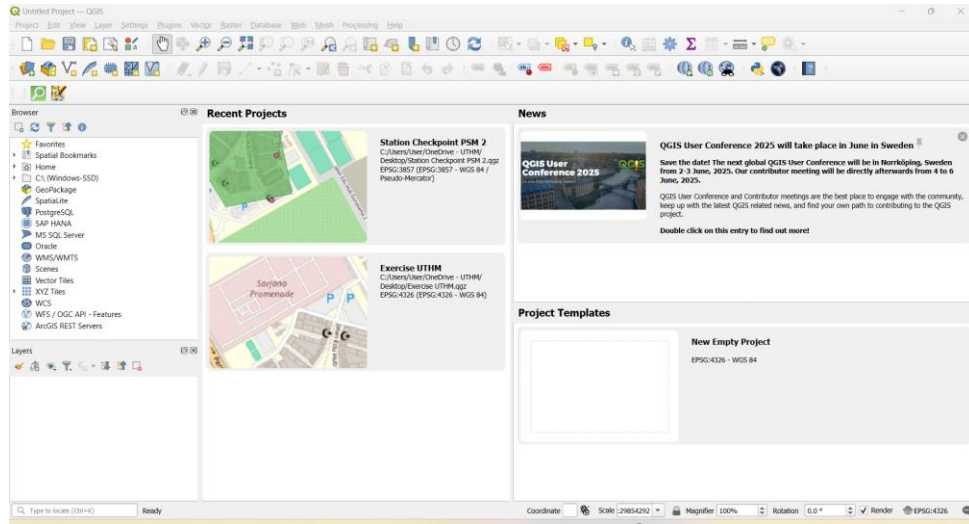 Untitled Project — QGIS
Project Edit View Layer Settings Plugins Vector Raster Database Web Mesh Processing Help
Browser
Favorites
Spatial Bookmarks
Home
C:\ (Windows-SSD)
GeoPackage
SpatiaLite
PostgreSQL
SAP HANA
MS SQL Server
Oracle
WMS/WMTS
Scenes
Vector Tiles
XYZ Tiles
WCS
WFS / OGC API - Features
ArcGIS REST Servers
Layers
Recent Projects
Station Checkpoint PSM 2
C:/Users/User/OneDrive - UTHM/
Desktop/Station Checkpoint PSM 2.qgz
EPSG:3857 (EPSG:3857 - WGS 84 /
Pseudo-Mercator)
Sarjana
Promenade
P P
Exercise UTHM
C:/Users/User/OneDrive - UTHM/
Desktop/Exercise UTHM.qgz
EPSG:4326 (EPSG:4326 - WGS 84)
News
QGIS User
Conference 2025
QGIS
QGIS User Conference 2025 will take place in June in Sweden
Save the date! The next global QGIS User Conference will be in Norrköping, Sweden
from 2-3 June, 2025. Our contributor meeting will be directly afterwards from 4 to 6
June, 2025.
QGIS User Conference and Contributor meetings are the best place to engage with the community,
keep up with the latest QGIS related news, and find your own path to contributing to the QGIS
project.
Double click on this entry to find out more!
Project Templates
New Empty Project
EPSG:4326 - WGS 84
Type to locate (Ctrl+K) Ready Coordinate Scale :29854292 Magnifier 100% Rotation 0.0 ° Render EPSG:4326